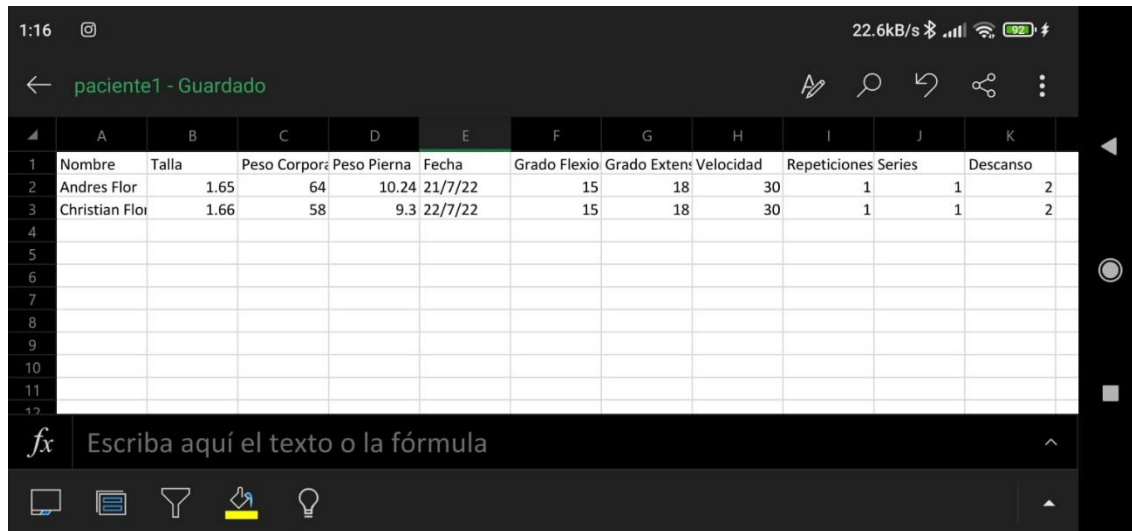 1:16 22.6kB/s 92
paciente1 - Guardado
A B C D E F G H I J K
1 Nombre Talla Peso Corpora Peso Pierna Fecha Grado Flexio Grado Extens Velocidad Repeticiones Series Descanso
2 Andres Flor 1.65 64 10.24 21/7/22 15 18 30 1 1 2
3 Christian Flor 1.66 58 9.3 22/7/22 15 18 30 1 1 2
4
5
6
7
8
9
10
11
12
fx Escriba aquí el texto o la fórmula